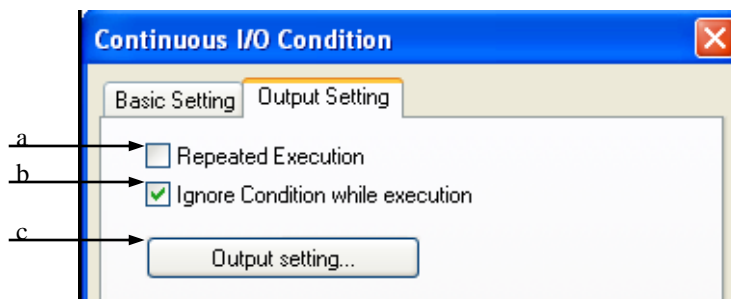 Continuous I/O Condition
Basic Setting Output Setting
a Repeated Execution
b Ignore Condition while execution
c Output setting...